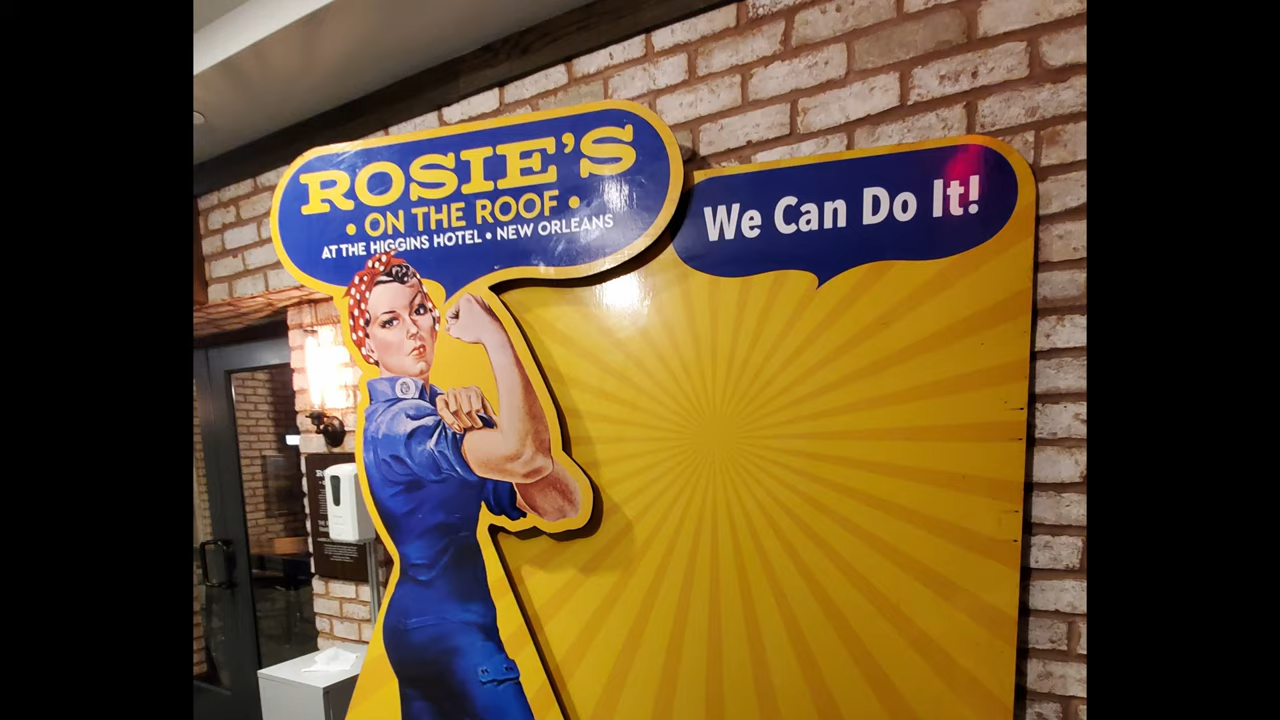 ROSIE'S
• ON THE ROOF •
AT THE HIGGINS HOTEL • NEW ORLEANS
We Can Do It!